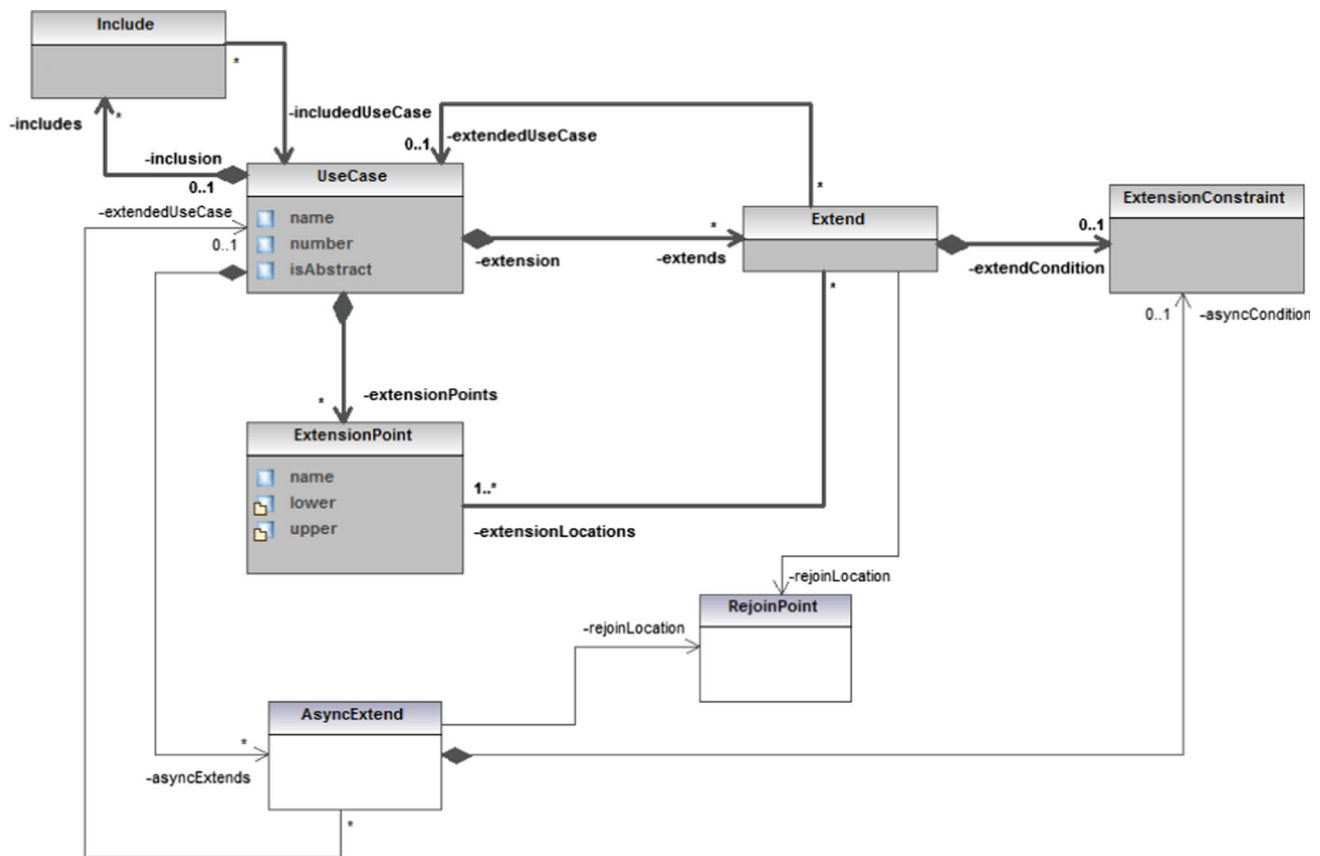 Include
*
-includes
*
-includedUseCase
-extendedUseCase
0..1
-inclusion
0..1
UseCase
name
number
isAbstract
-extendedUseCase
0..1
*
-extension
-extends
*
Extend
0..1
-extendCondition
ExtensionConstraint
0..1
-asyncCondition
*
-extensionPoints
*
ExtensionPoint
name
lower
upper
1..*
-extensionLocations
-rejoinLocation
RejoinPoint
-rejoinLocation
AsyncExtend
*
-asyncExtends
*